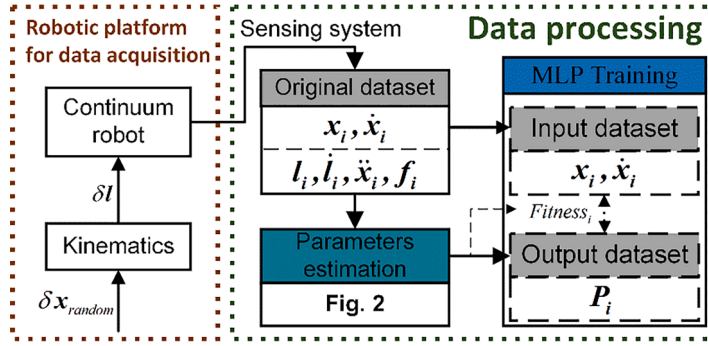 Robotic platform
for data acquisition
Continuum
robot
δl
Kinematics
δx_random
Sensing system
Data processing
Original dataset
x_i, ẋ_i
l_i, l̇_i, ẍ_i, f_i
Parameters
estimation
Fig. 2
MLP Training
Input dataset
x_i, ẋ_i
Fitness_i
Output dataset
P_i